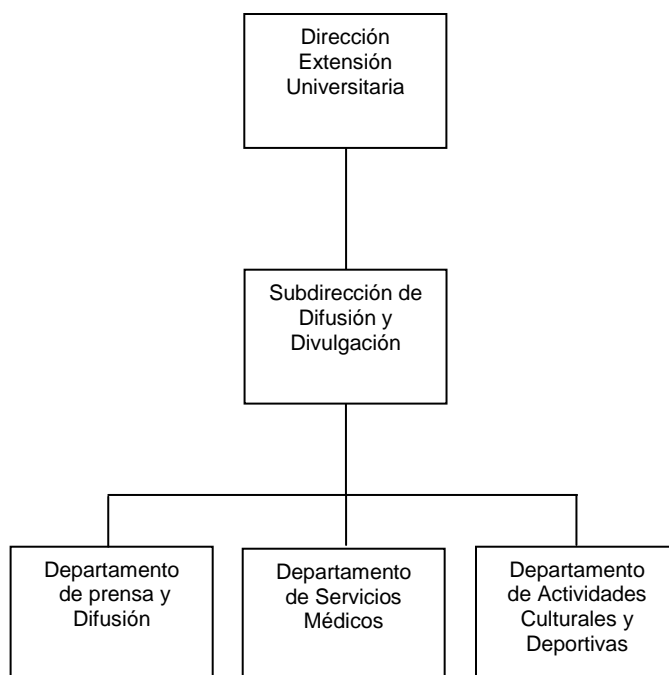 Dirección
Extensión
Universitaria
Subdirección de
Difusión y
Divulgación
Departamento
de prensa y
Difusión
Departamento
de Servicios
Médicos
Departamento
de Actividades
Culturales y
Deportivas